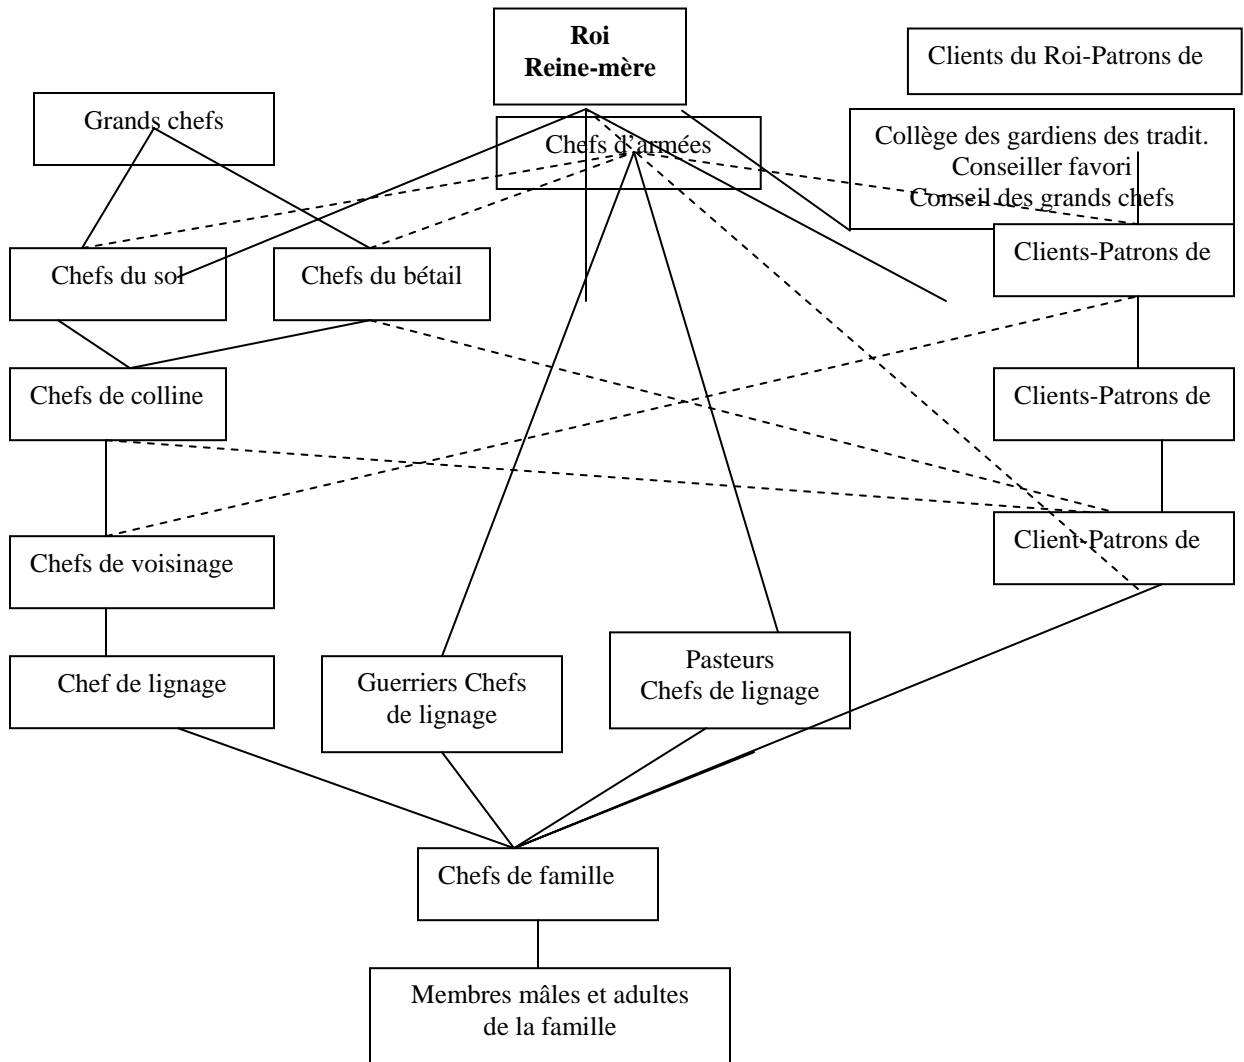 Roi
Reine-mère
Clients du Roi-Patrons de
Grands chefs
Chefs d'armées
Collège des gardiens des tradit.
Conseiller favori
Conseil des grands chefs
Chefs du sol
Chefs du bétail
Clients-Patrons de
Chefs de colline
Clients-Patrons de
Chefs de voisinage
Client-Patrons de
Chef de lignage
Guerriers Chefs
de lignage
Pasteurs
Chefs de lignage
Chefs de famille
Membres mâles et adultes
de la famille